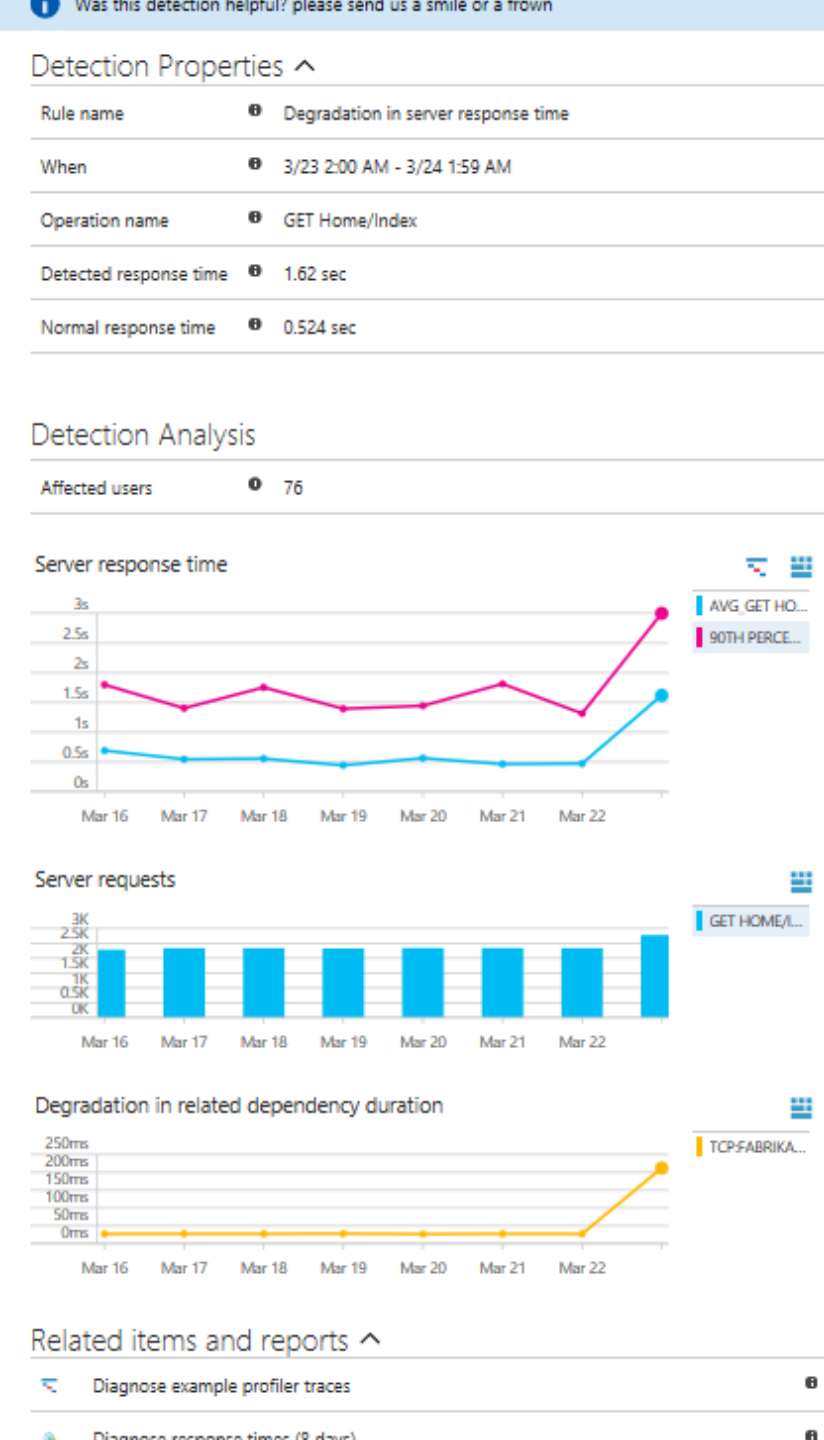 Was this detection helpful? please send us a smile or a frown
Detection Properties
Rule name Degradation in server response time
When 3/23 2:00 AM - 3/24 1:59 AM
Operation name GET Home/Index
Detected response time 1.62 sec
Normal response time 0.524 sec
Detection Analysis
Affected users 76
Server response time
3s
2.5s
2s
1.5s
1s
0.5s
0s
Mar 16 Mar 17 Mar 18 Mar 19 Mar 20 Mar 21 Mar 22
AVG_GET HO...
90TH PERCE...
Server requests
3K
2.5K
2K
1.5K
1K
0.5K
0K
Mar 16 Mar 17 Mar 18 Mar 19 Mar 20 Mar 21 Mar 22
GET HOME/I...
Degradation in related dependency duration
250ms
200ms
150ms
100ms
50ms
0ms
Mar 16 Mar 17 Mar 18 Mar 19 Mar 20 Mar 21 Mar 22
TCP:FABRIKA...
Related items and reports
Diagnose example profiler traces
Diagnose response times (8 days)